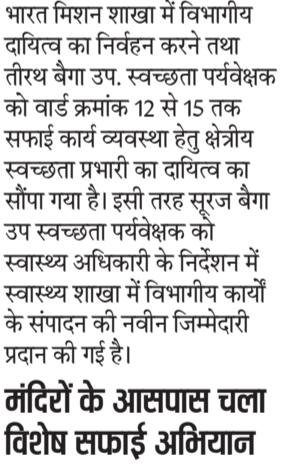 भारत मिशन शाखा में विभागीय
दायित्व का निर्वहन करने तथा
तीरथ बैगा उप. स्वच्छता पर्यवेक्षक
को वार्ड क्रमांक 12 से 15 तक
सफाई कार्य व्यवस्था हेतु क्षेत्रीय
स्वच्छता प्रभारी का दायित्व का
सौंपा गया है। इसी तरह सूरज बैगा
उप स्वच्छता पर्यवेक्षक को
स्वास्थ्य अधिकारी के निर्देशन में
स्वास्थ्य शाखा में विभागीय कार्यों
के संपादन की नवीन जिम्मेदारी
प्रदान की गई है।
मंदिरों के आसपास चला
विशेष सफाई अभियान